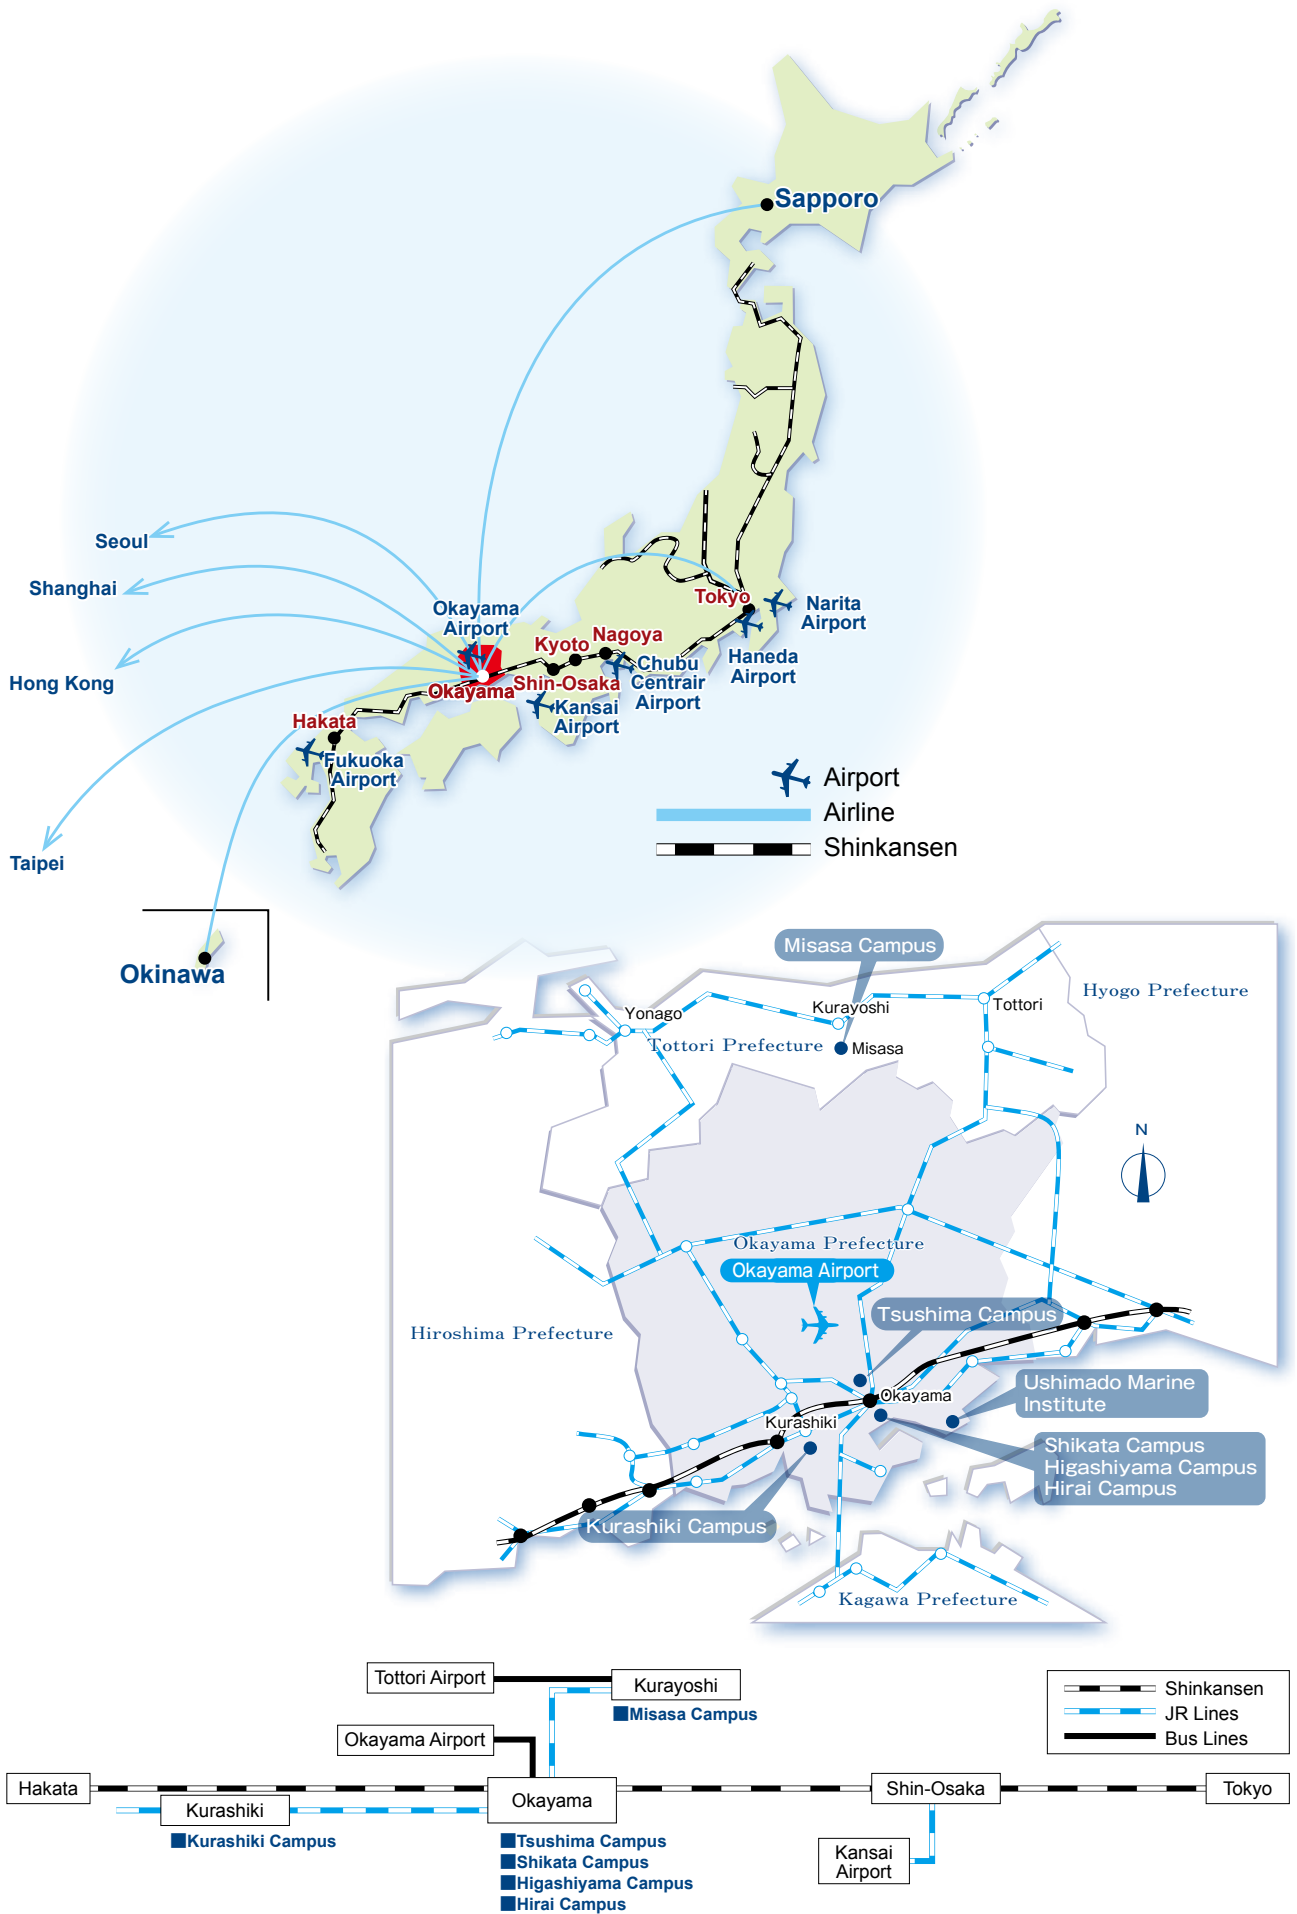 Sapporo
Seoul
Shanghai
Hong Kong
Taipei
Okinawa
Okayama
Airport
Okayama
Hakata
Fukuoka
Airport
Kyoto
Nagoya
Shin-Osaka
Kansai
Airport
Chubu
Centrair
Airport
Tokyo
Narita
Airport
Haneda
Airport
Airport
Airline
Shinkansen
Misasa Campus
Hyogo Prefecture
Yonago
Kurayoshi
Tottori
Tottori Prefecture
Misasa
N
Okayama Prefecture
Okayama Airport
Tsushima Campus
Hiroshima Prefecture
Okayama
Ushimado Marine
Institute
Kurashiki
Shikata Campus
Higashiyama Campus
Hirai Campus
Kurashiki Campus
Kagawa Prefecture
Tottori Airport
Kurayoshi
Misasa Campus
Okayama Airport
Hakata
Kurashiki
Kurashiki Campus
Okayama
Tsushima Campus
Shikata Campus
Higashiyama Campus
Hirai Campus
Shin-Osaka
Kansai
Airport
Tokyo
Shinkansen
JR Lines
Bus Lines